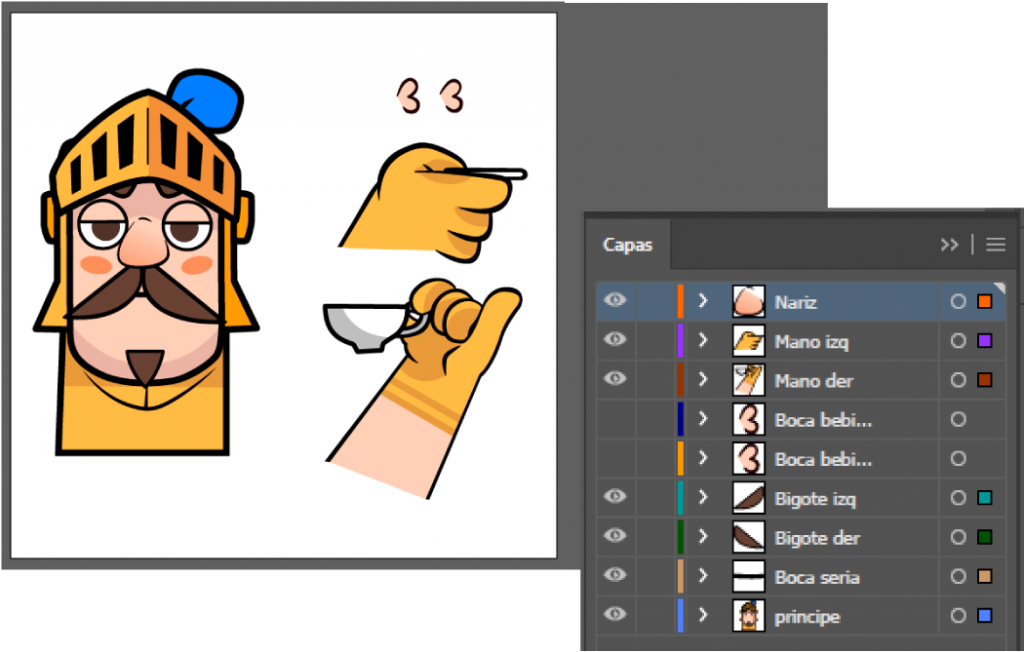 Capas
Nariz
Mano izq
Mano der
Boca bebi...
Boca bebi...
Bigote izq
Bigote der
Boca seria
principe